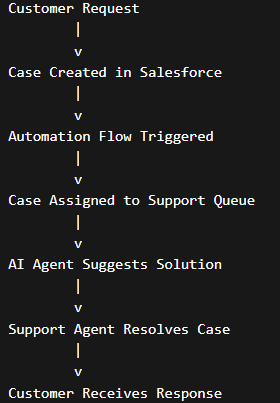 Customer Request
|
v
Case Created in Salesforce
|
v
Automation Flow Triggered
|
v
Case Assigned to Support Queue
|
v
AI Agent Suggests Solution
|
v
Support Agent Resolves Case
|
v
Customer Receives Response